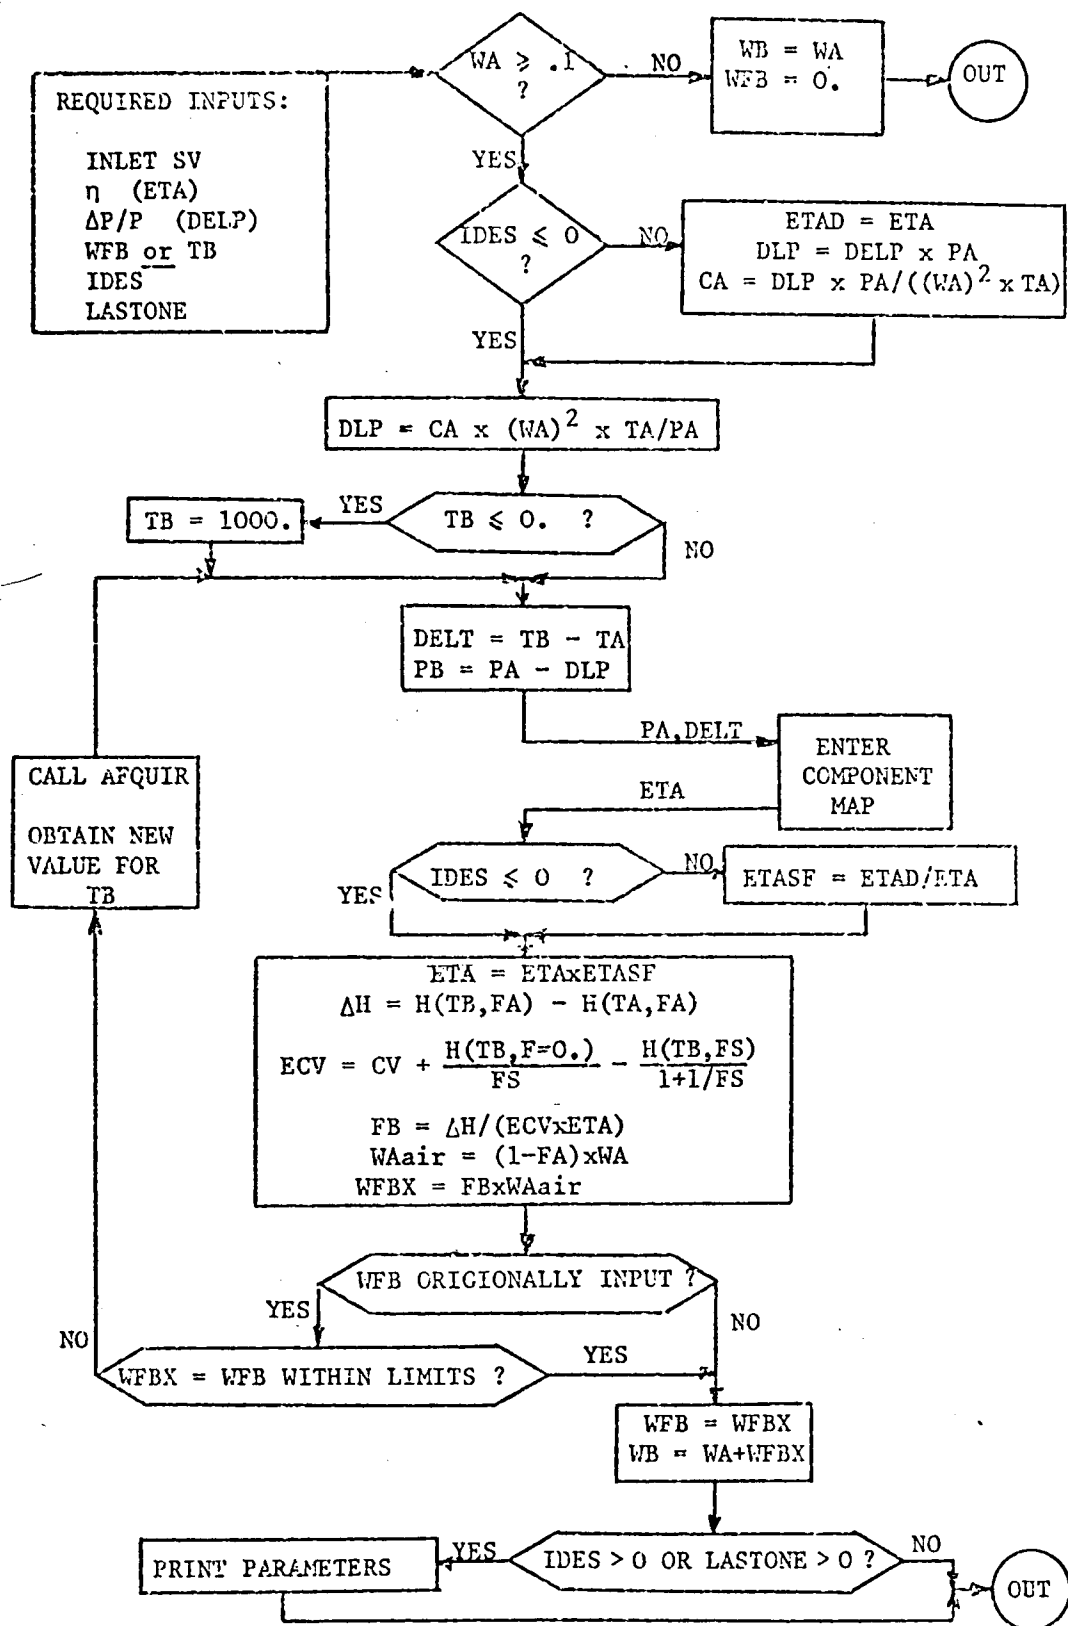 WA ⩾ .1
?
NO
WB = WA
WFB = 0.
OUT
REQUIRED INPUTS:
INLET SV
η (ETA)
ΔP/P (DELP)
WFB or TB
IDES
LASTONE
YES
IDES ⩽ 0
?
NO
ETAD = ETA
DLP = DELP x PA
CA = DLP x PA/((WA)² x TA)
YES
DLP = CA x (WA)² x TA/PA
TB = 1000.
YES
TB ⩽ 0. ?
NO
DELT = TB - TA
PB = PA - DLP
PA,DELT
ENTER
COMPONENT
MAP
ETA
CALL AFQUIR
OBTAIN NEW
VALUE FOR
TB
IDES ⩽ 0 ?
NO
ETASF = ETAD/ETA
YES
ETA = ETAxETASF
ΔH = H(TB,FA) - H(TA,FA)
ECV = CV + H(TB,F=0.)/FS - H(TB,FS)/1+1/FS
FB = ΔH/(ECVxETA)
WAair = (1-FA)xWA
WFBX = FBxWAair
WFB ORIGIONALLY INPUT ?
YES
NO
NO
WFBX = WFB WITHIN LIMITS ?
YES
WFB = WFBX
WB = WA+WFBX
PRINT PARAMETERS
YES
IDES > 0 OR LASTONE > 0 ?
NO
OUT